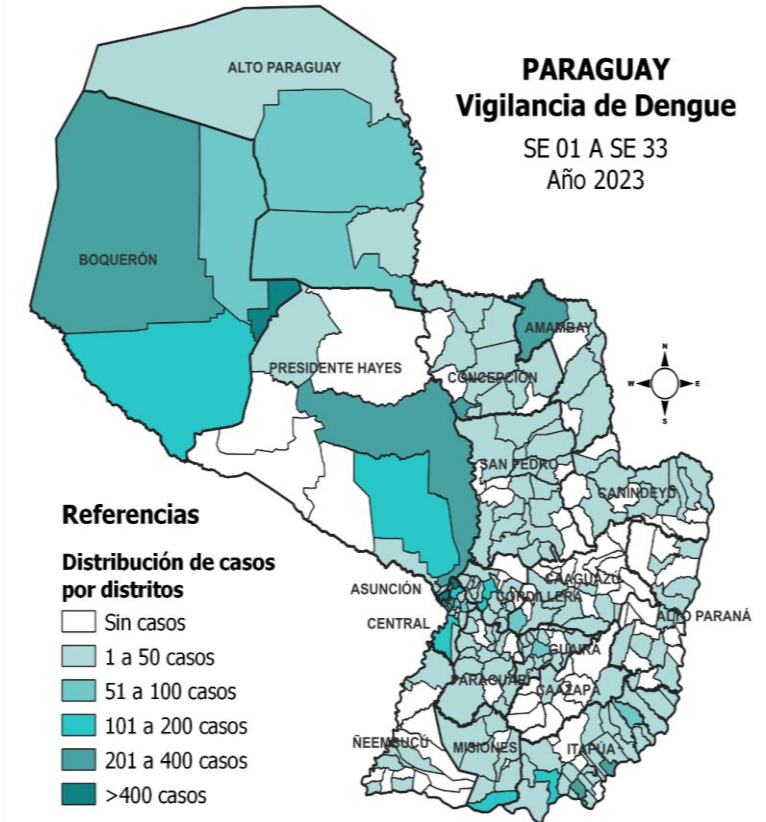 PARAGUAY
Vigilancia de Dengue
SE 01 A SE 33
Año 2023
ALTO PARAGUAY
BOQUERÓN
AMAMBAY
PRESIDENTE HAYES
CONCEPCIÓN
N
W
E
S
SAN PEDRO
CANINDEYÚ
CAAGUAZÚ
ASUNCIÓN
CORDILLERA
CENTRAL
ALTO PARANÁ
GUAIRÁ
PARAGUARÍ
CAAZAPÁ
ÑEEMBUCÚ
MISIONES
ITAPÚA
Referencias
Distribución de casos
por distritos
Sin casos
1 a 50 casos
51 a 100 casos
101 a 200 casos
201 a 400 casos
>400 casos